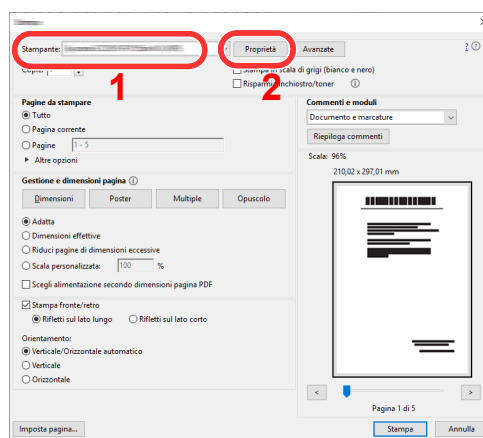 Stampante:
Proprietà
Avanzate
?
1
2
Copie:
Stampa in scala di grigi (bianco e nero)
Risparmia inchiostro/toner
Pagine da stampare
Tutto
Pagina corrente
Pagine
1 - 5
Altre opzioni
Commenti e moduli
Documento e marcature
Riepiloga commenti
Scala: 96%
210,02 x 297,01 mm
Gestione e dimensioni pagina
Dimensioni
Poster
Multiple
Opuscolo
Adatta
Dimensioni effettive
Riduci pagine di dimensioni eccessive
Scala personalizzata:
100
%
Scegli alimentazione secondo dimensioni pagina PDF
Stampa fronte/retro
Rifletti sul lato lungo
Rifletti sul lato corto
Orientamento:
Verticale/Orizzontale automatico
Verticale
Orizzontale
<
>
Pagina 1 di 5
Imposta pagina...
Stampa
Annulla